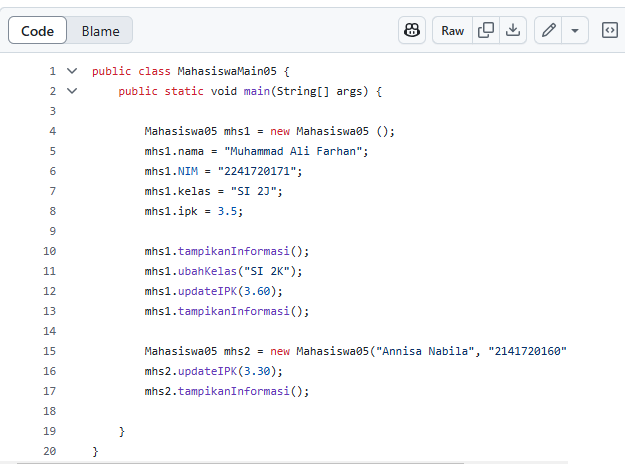 Code Blame Raw
1 public class MahasiswaMain05 {
2 public static void main(String[] args) {
3
4 Mahasiswa05 mhs1 = new Mahasiswa05 ();
5 mhs1.nama = "Muhammad Ali Farhan";
6 mhs1.NIM = "2241720171";
7 mhs1.kelas = "SI 2J";
8 mhs1.ipk = 3.5;
9
10 mhs1.tampikanInformasi();
11 mhs1.ubahKelas("SI 2K");
12 mhs1.updateIPK(3.60);
13 mhs1.tampikanInformasi();
14
15 Mahasiswa05 mhs2 = new Mahasiswa05("Annisa Nabila", "2141720160"
16 mhs2.updateIPK(3.30);
17 mhs2.tampikanInformasi();
18
19 }
20 }